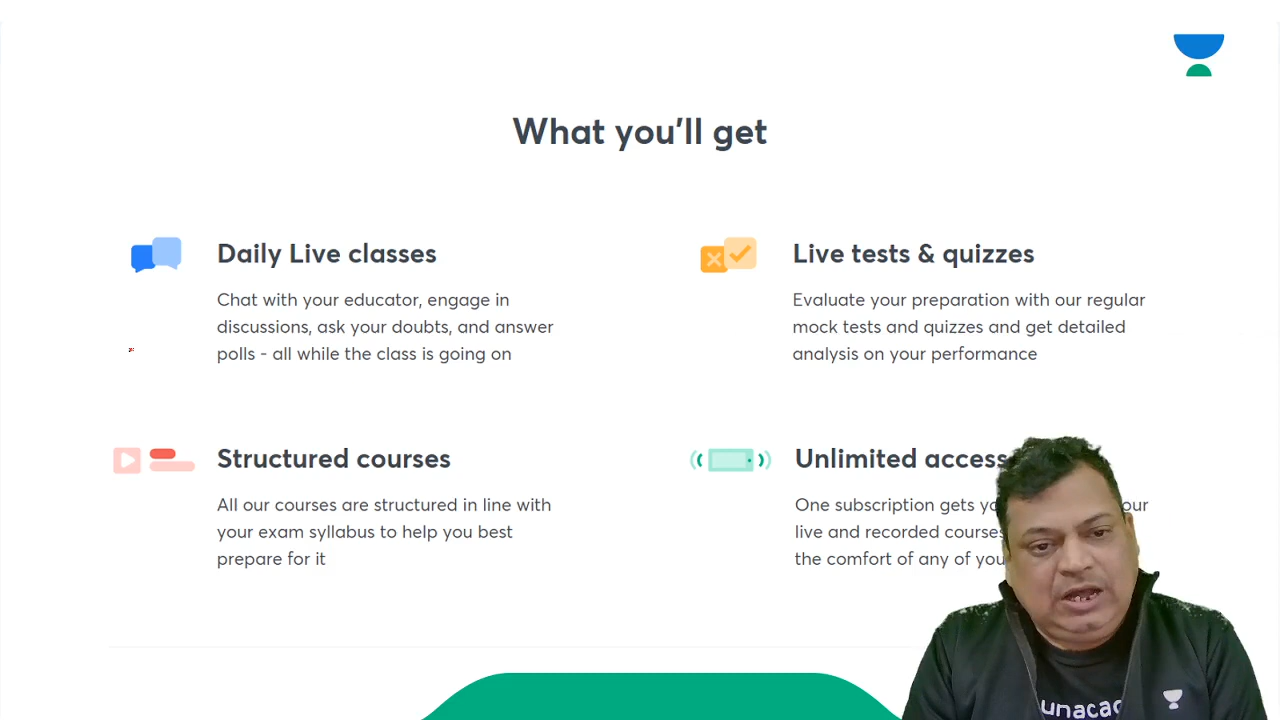 What you'll get
Daily Live classes
Chat with your educator, engage in
discussions, ask your doubts, and answer
polls - all while the class is going on
Live tests & quizzes
Evaluate your preparation with our regular
mock tests and quizzes and get detailed
analysis on your performance
Structured courses
All our courses are structured in line with
your exam syllabus to help you best
prepare for it
Unlimited access
One subscription gets our
live and recorded courses
the comfort of any of
unacad